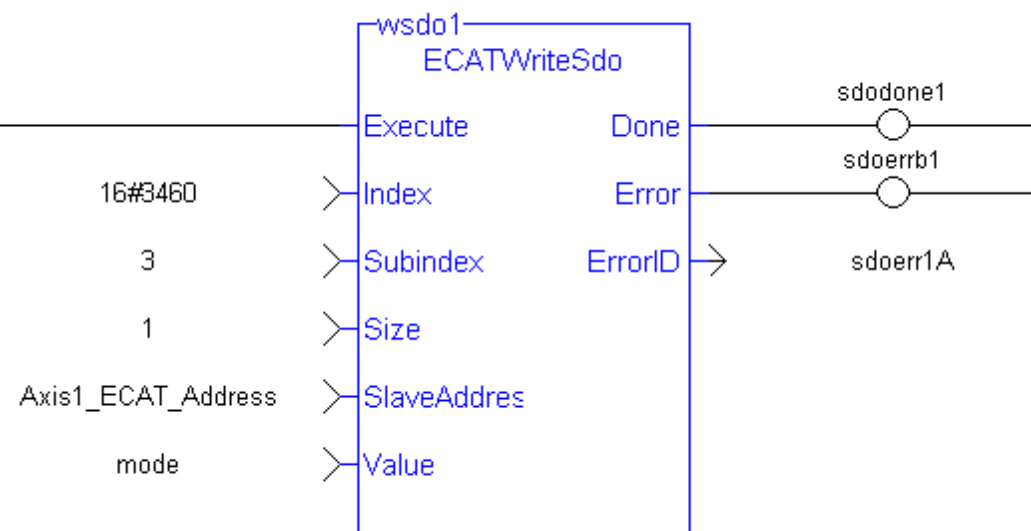 wsdo1
ECATWriteSdo
sdodone1
Execute Done
sdoerrb1
16#3460 Index Error
3 Subindex ErrorID sdoerr1A
1 Size
Axis1_ECAT_Address SlaveAddres
mode Value